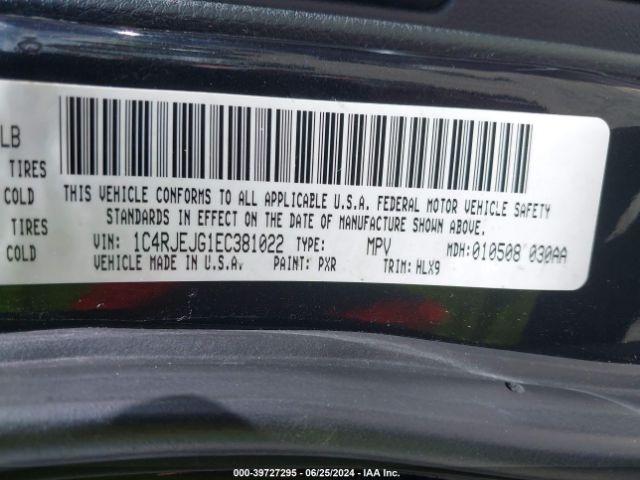 LB
TIRES
COLD
TIRES
COLD
THIS VEHICLE CONFORMS TO ALL APPLICABLE U.S.A. FEDERAL MOTOR VEHICLE SAFETY
STANDARDS IN EFFECT ON THE DATE OF MANUFACTURE SHOWN ABOVE.
VIN: 1C4RJEJG1EC381022 TYPE: MPV MDH:010508 030AA
VEHICLE MADE IN U.S.A. PAINT: PXR TRIM: HLX9
000-39727295 - 06/25/2024 - IAA Inc.